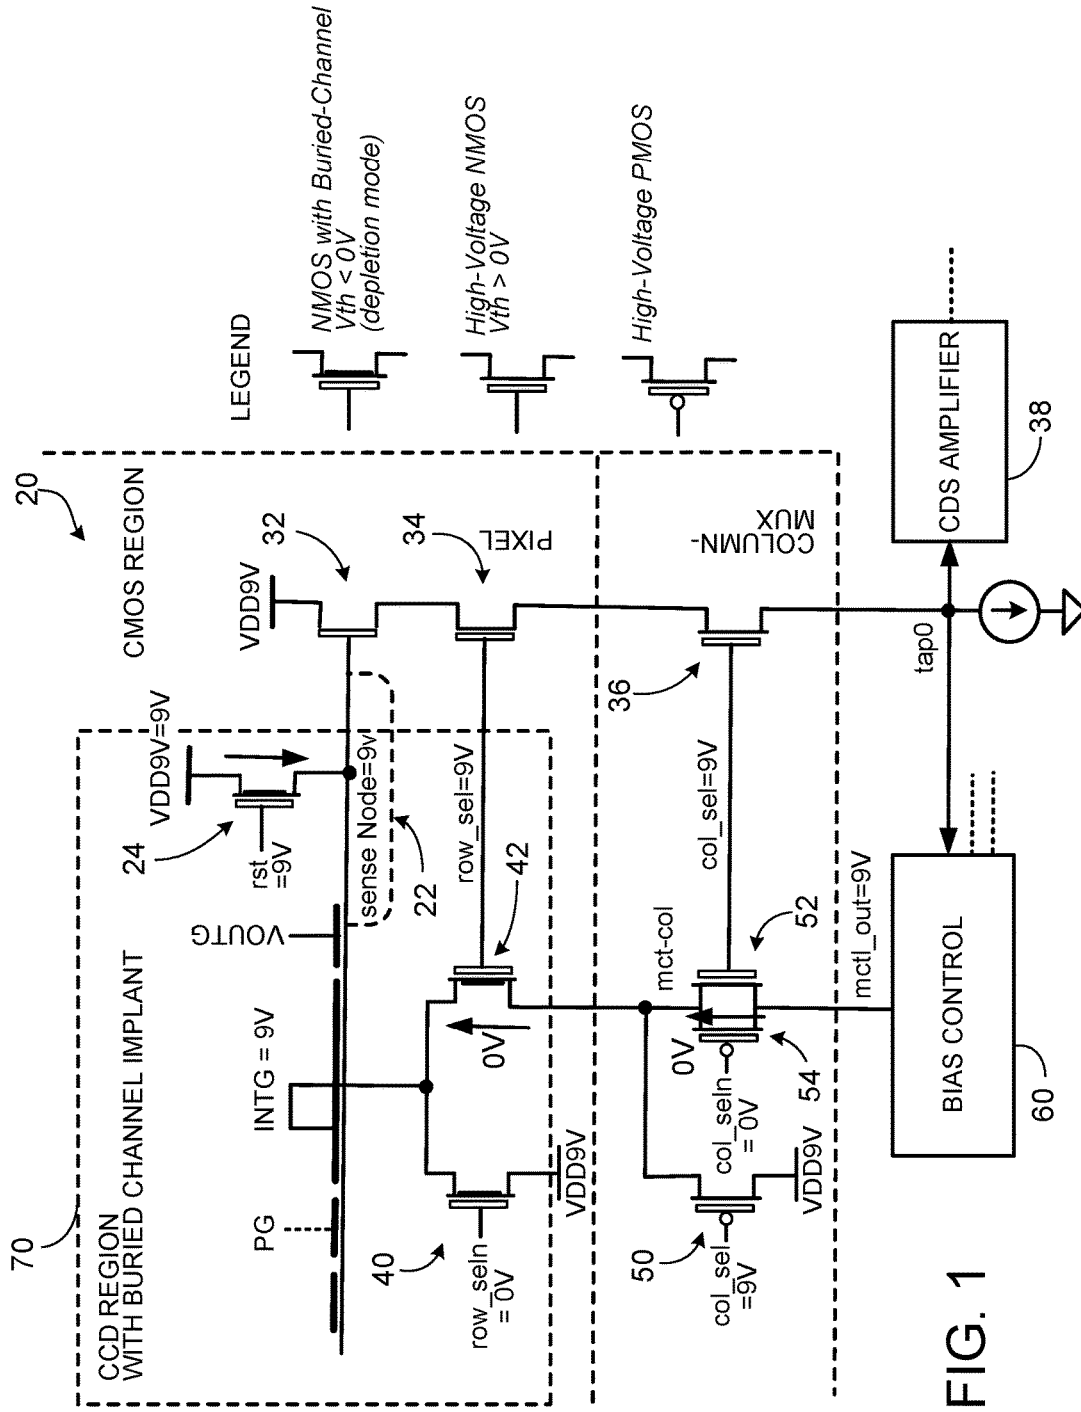 20
LEGEND
NMOS with Buried-Channel
Vth < 0V
(depletion mode)
High-Voltage NMOS
Vth > 0V
High-Voltage PMOS
CMOS REGION
VDD9V
32
34
PIXEL
36
COLUMN-
MUX
70
CCD REGION
WITH BURIED CHANNEL IMPLANT
VDD9V=9V
24
rst
=9V
sense Node=9v
22
VOUTG
INTG = 9V
PG
row_sel=9V
42
0V
40
row_seln
= 0V
VDD9V
col_sel=9V
mct-col
52
0V
54
col_seln
= 0V
50
col_sel
=9V
VDD9V
mctl_out=9V
tap0
CDS AMPLIFIER
38
BIAS CONTROL
60
FIG. 1